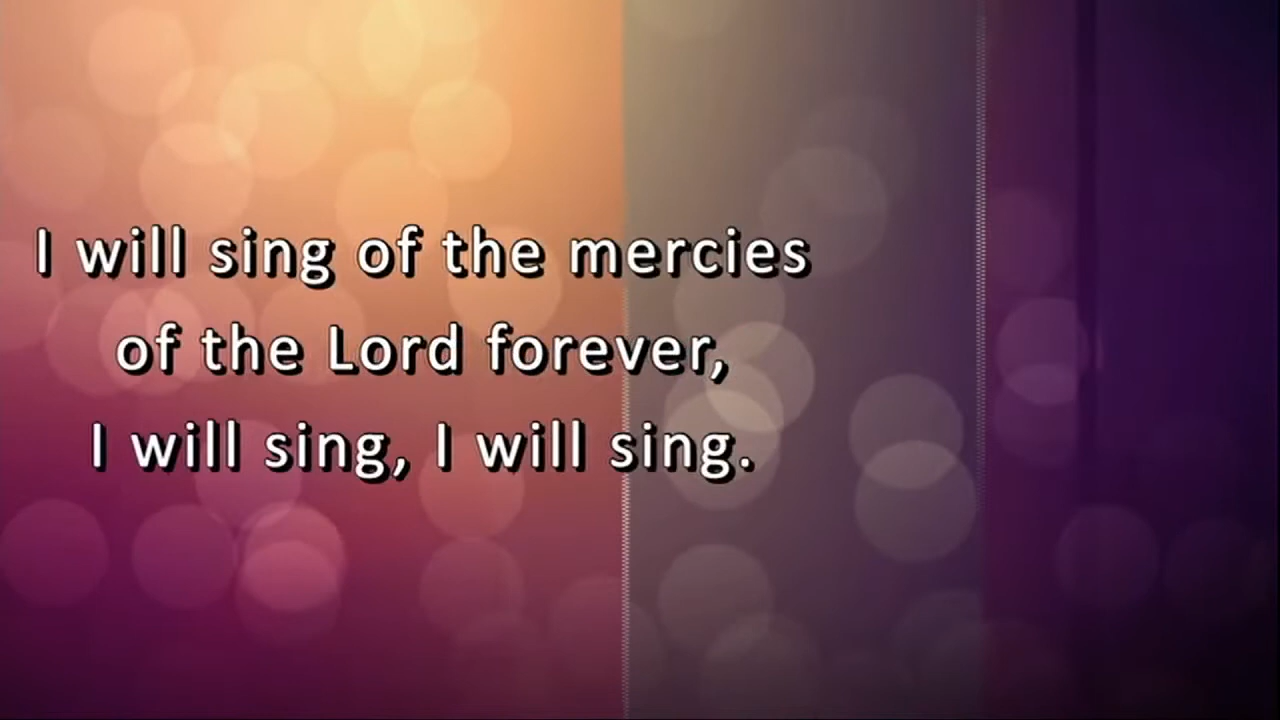 I will sing of the mercies
of the Lord forever,
I will sing, I will sing.